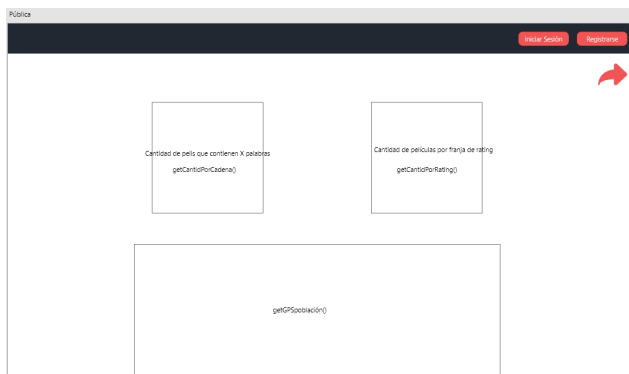 Pública
Iniciar Sesión
Registrarse
Cantidad de pelis que contienen X palabras
getCantidPorCadena()
Cantidad de películas por franja de rating
getCantidPorRating()
getGPSpoblación()